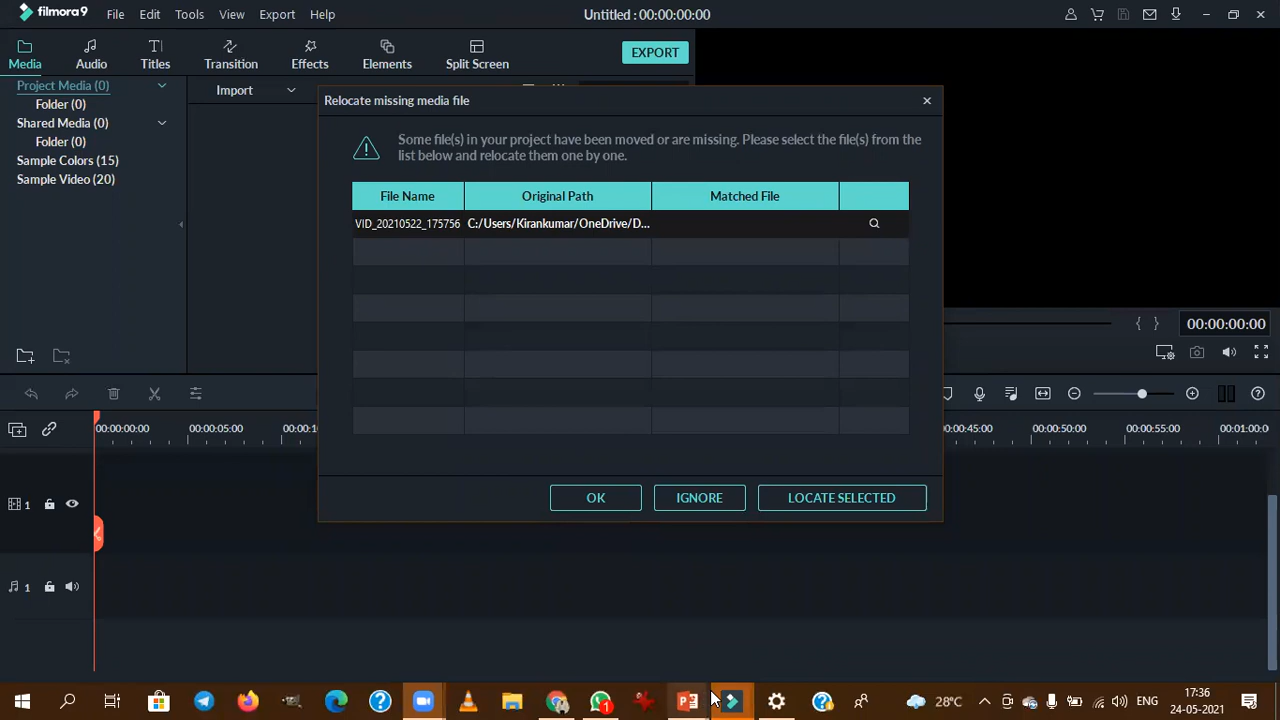 filmora9 File Edit Tools View Export Help Untitled : 00:00:00:00
Media Audio Titles Transition Effects Elements Split Screen EXPORT
Project Media (0)
Folder (0)
Shared Media (0)
Folder (0)
Sample Colors (15)
Sample Video (20)
Import
Relocate missing media file
Some file(s) in your project have been moved or are missing. Please select the file(s) from the
list below and relocate them one by one.
File Name Original Path Matched File
VID_20210522_175756 C:/Users/Kirankumar/OneDrive/D...
OK IGNORE LOCATE SELECTED
{ } 00:00:00:00
00:00:00:00 00:00:05:00 00:00:45:00 00:00:50:00 00:00:55:00
1
1
28°C ENG 17:36
24-05-2021